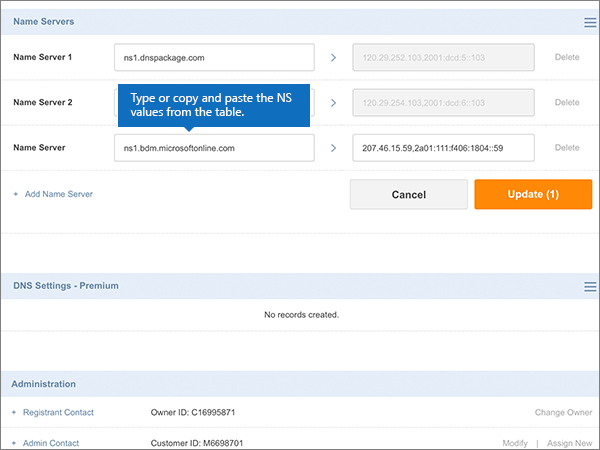 Name Servers
Name Server 1 ns1.dnspackage.com 120.29.252.103,2001:dcd:5::103 Delete
Name Server 2 120.29.254.103,2001:dcd:6::103 Delete
Type or copy and paste the NS
values from the table.
Name Server ns1.bdm.microsoftonline.com 207.46.15.59,2a01:111:f406:1804::59 Delete
+ Add Name Server Cancel Update (1)
DNS Settings - Premium
No records created.
Administration
+ Registrant Contact Owner ID: C16995871 Change Owner
+ Admin Contact Customer ID: M6698701 Modify | Assign New